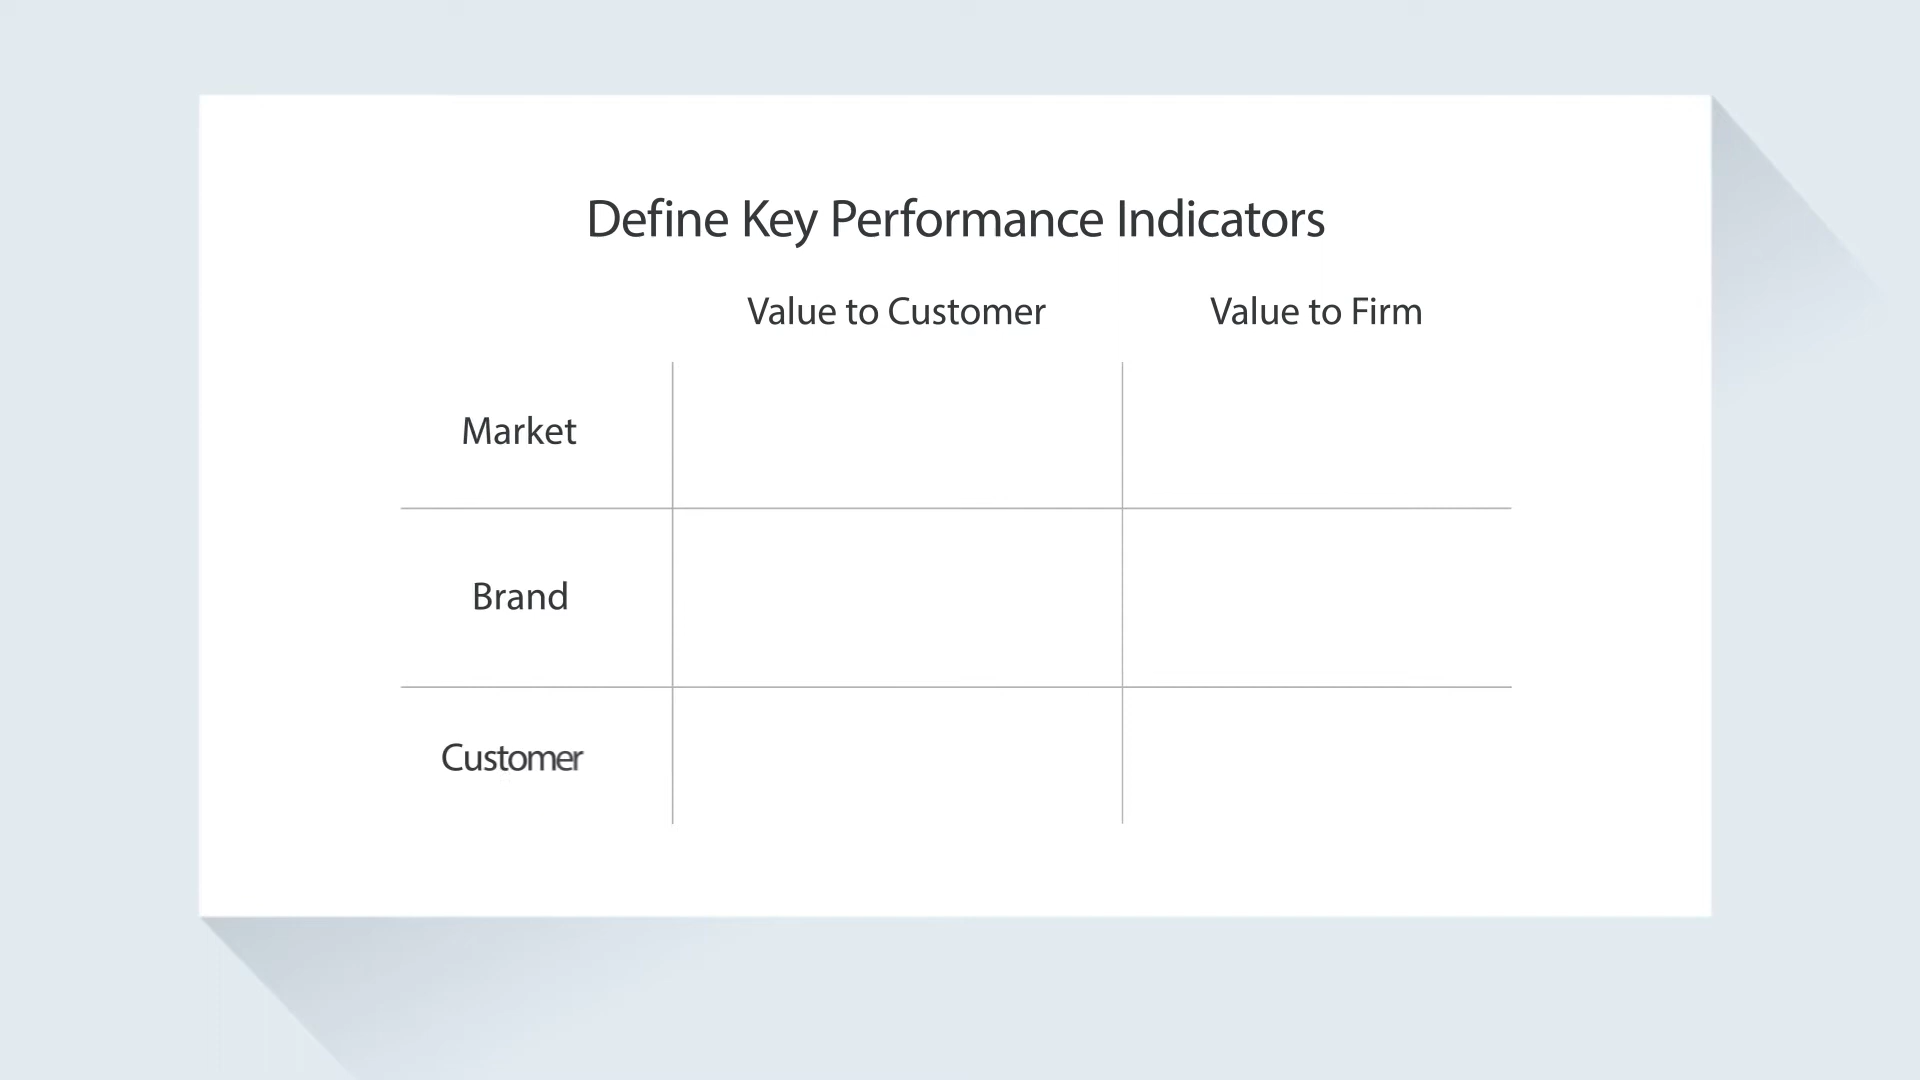 Define Key Performance Indicators
Value to Customer Value to Firm
Market
Brand
Customer